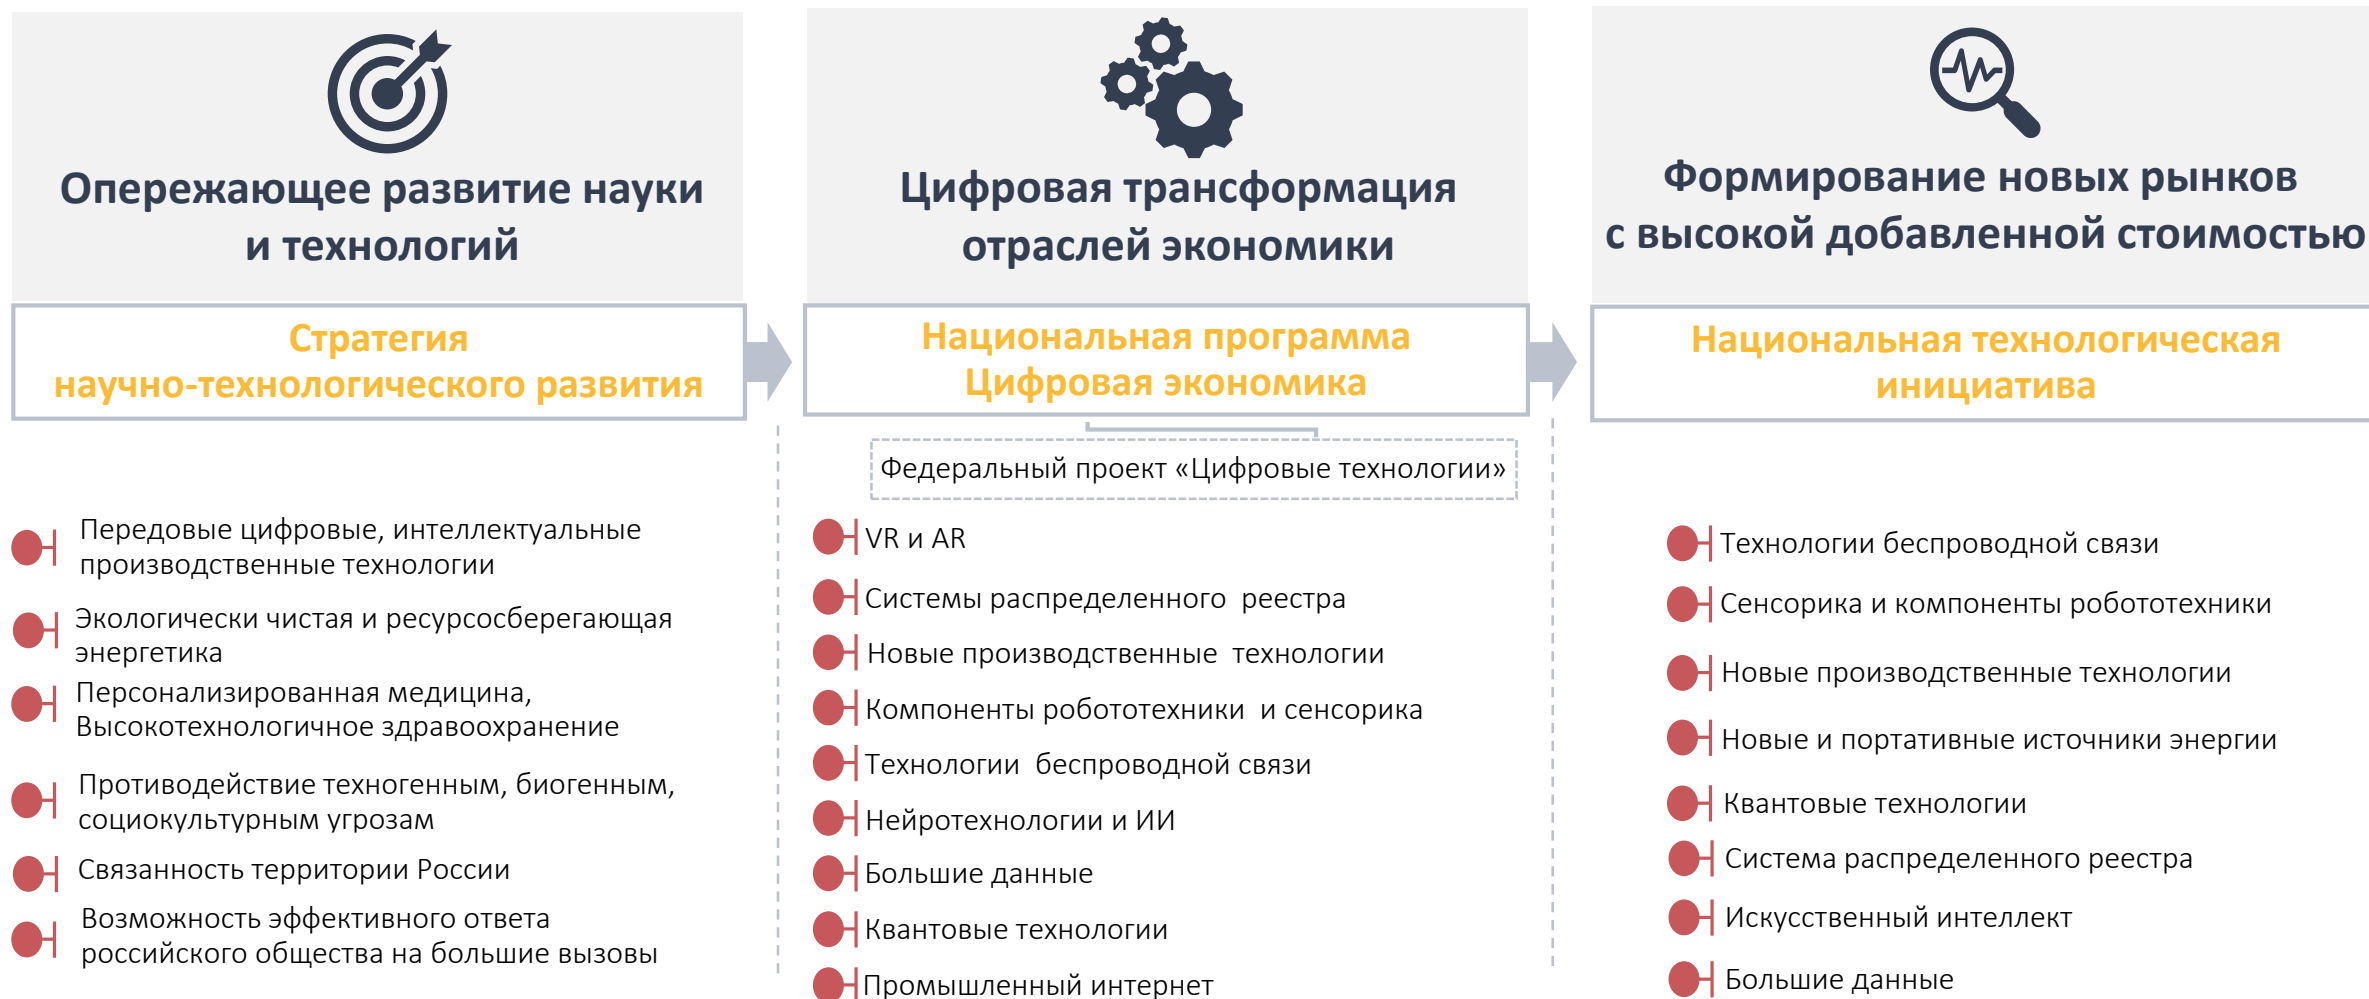 Опережающее развитие науки
и технологий
Стратегия
научно-технологического развития
Передовые цифровые, интеллектуальные
производственные технологии
Экологически чистая и ресурсосберегающая
энергетика
Персонализированная медицина,
Высокотехнологичное здравоохранение
Противодействие техногенным, биогенным,
социокультурным угрозам
Связанность территории России
Возможность эффективного ответа
российского общества на большие вызовы
Цифровая трансформация
отраслей экономики
Национальная программа
Цифровая экономика
Федеральный проект «Цифровые технологии»
VR и AR
Системы распределенного реестра
Новые производственные технологии
Компоненты робототехники и сенсорика
Технологии беспроводной связи
Нейротехнологии и ИИ
Большие данные
Квантовые технологии
Промышленный интернет
Формирование новых рынков
с высокой добавленной стоимостью
Национальная технологическая
инициатива
Технологии беспроводной связи
Сенсорика и компоненты робототехники
Новые производственные технологии
Новые и портативные источники энергии
Квантовые технологии
Система распределенного реестра
Искусственный интеллект
Большие данные